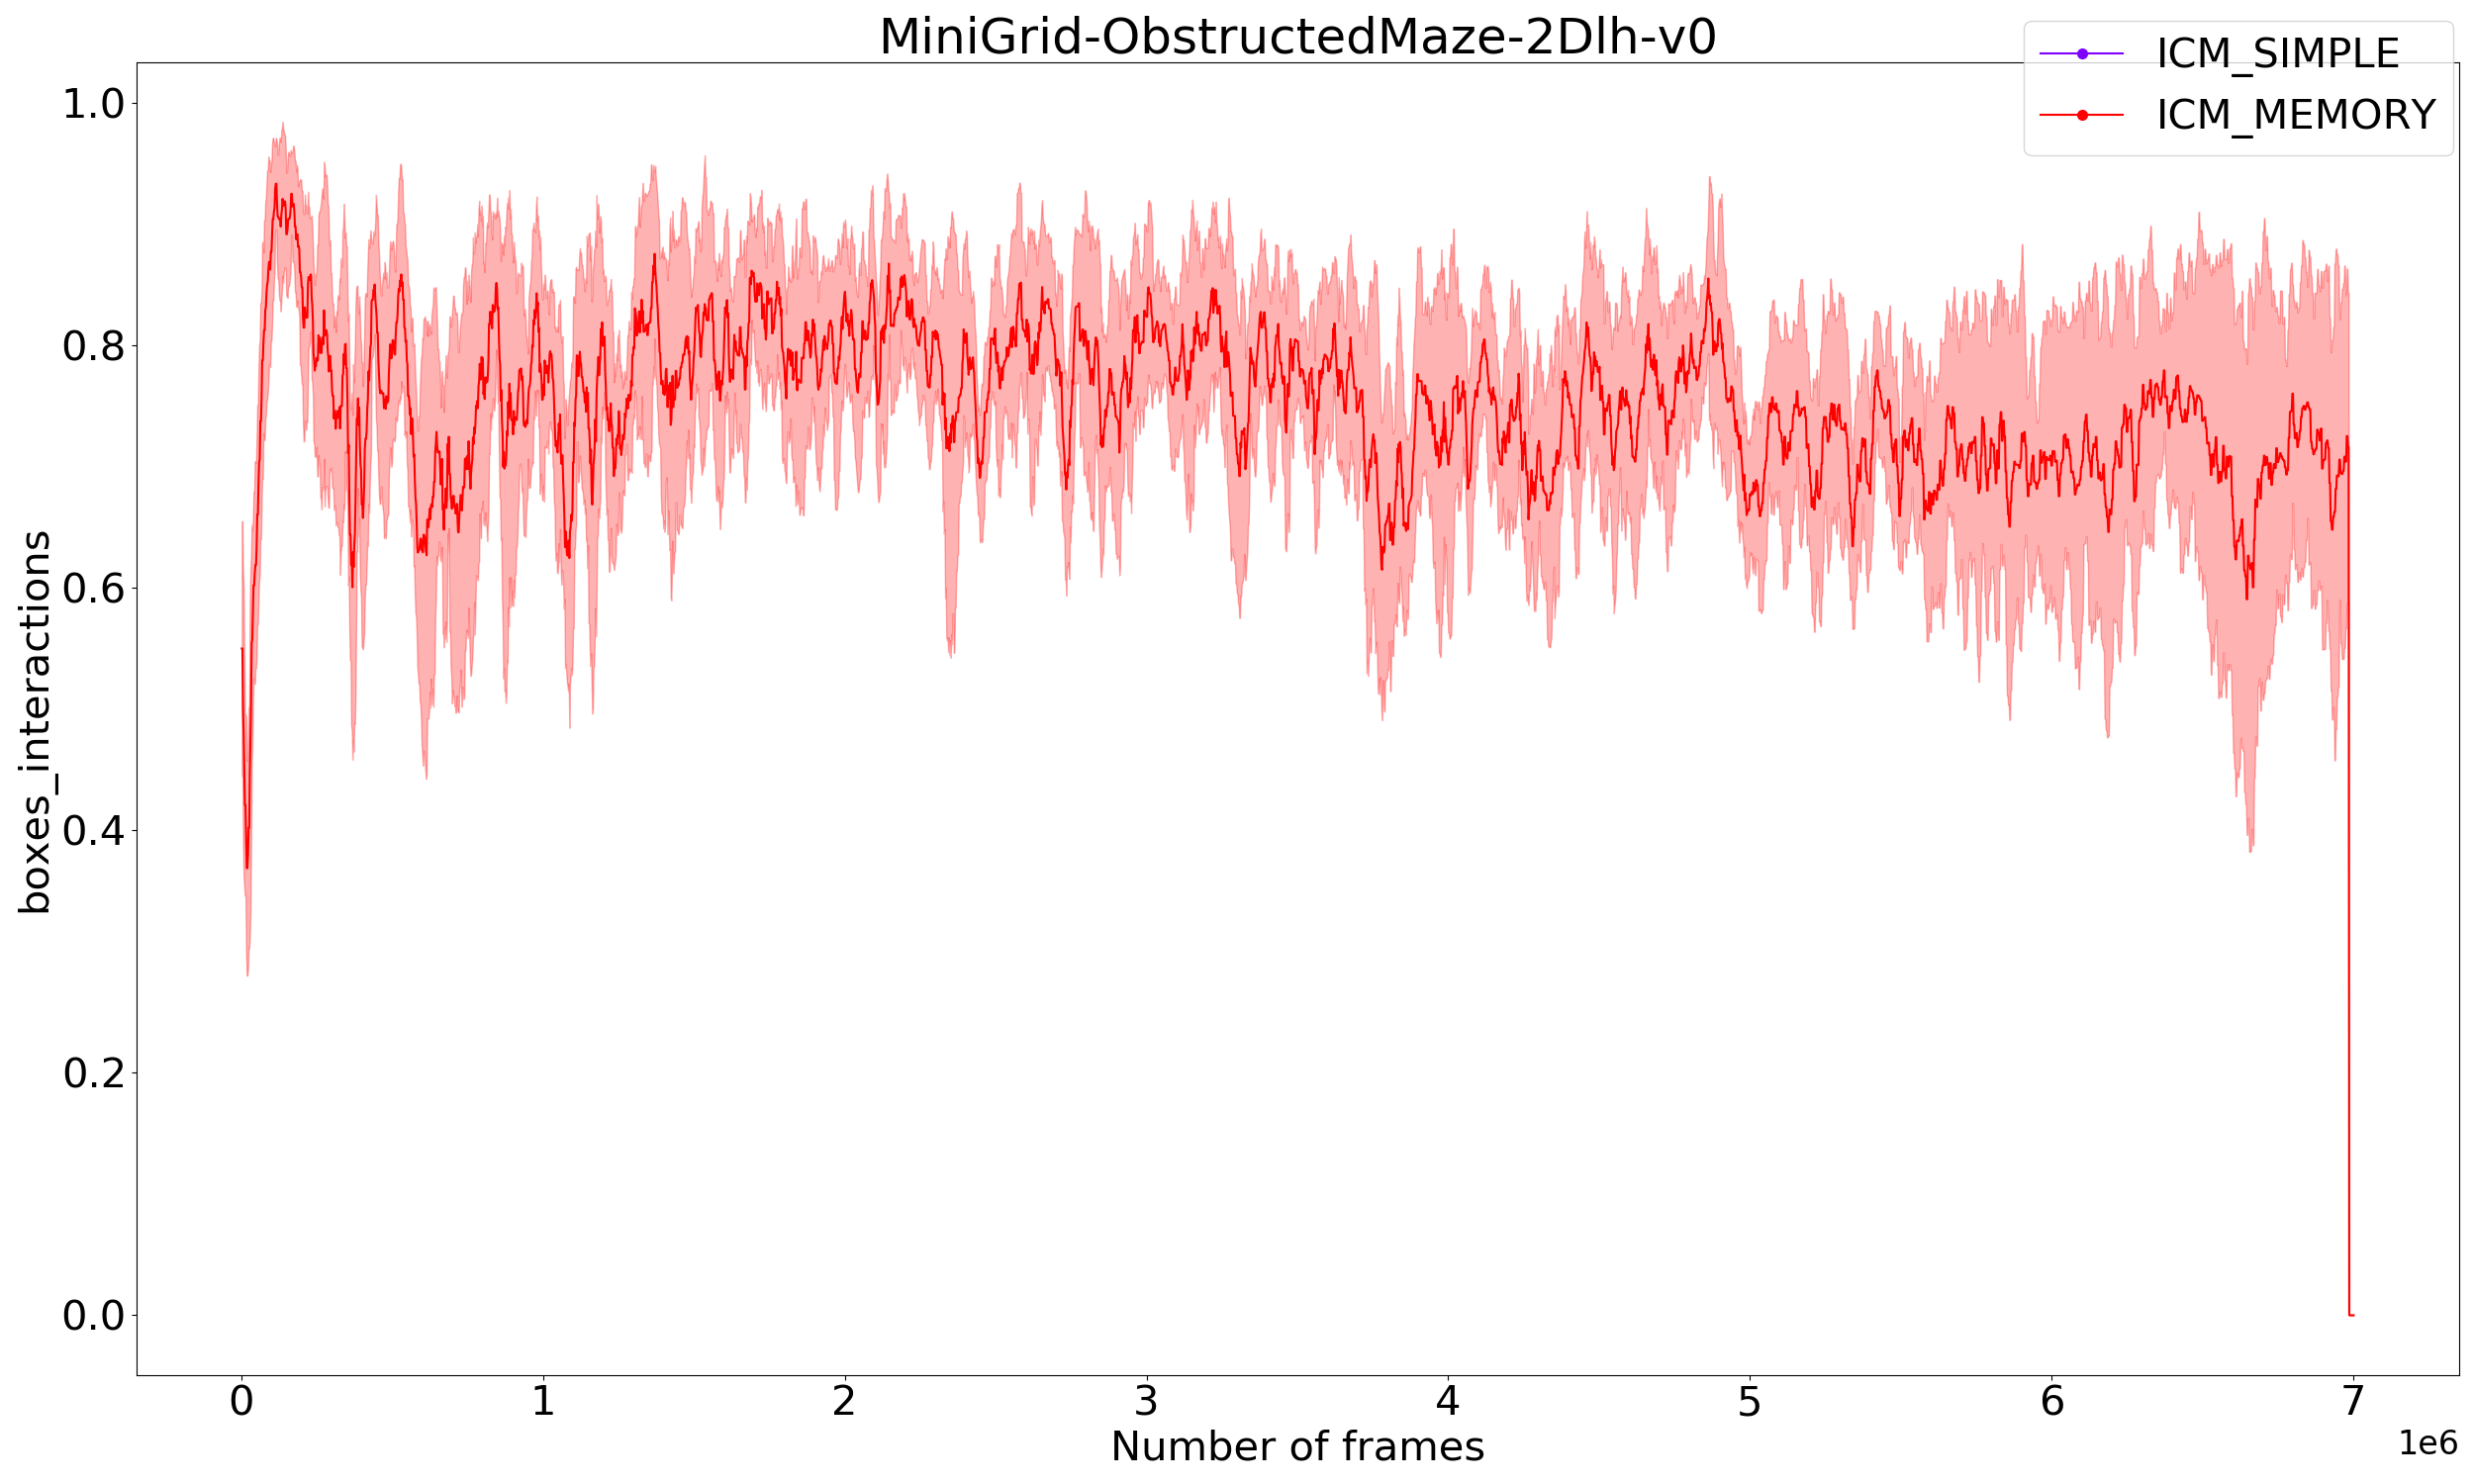 MiniGrid-ObstructedMaze-2Dlh-v0
ICM_SIMPLE
ICM_MEMORY
boxes_interactions
1.0
0.8
0.6
0.4
0.2
0.0
0 1 2 3 4 5 6 7
Number of frames
1e6